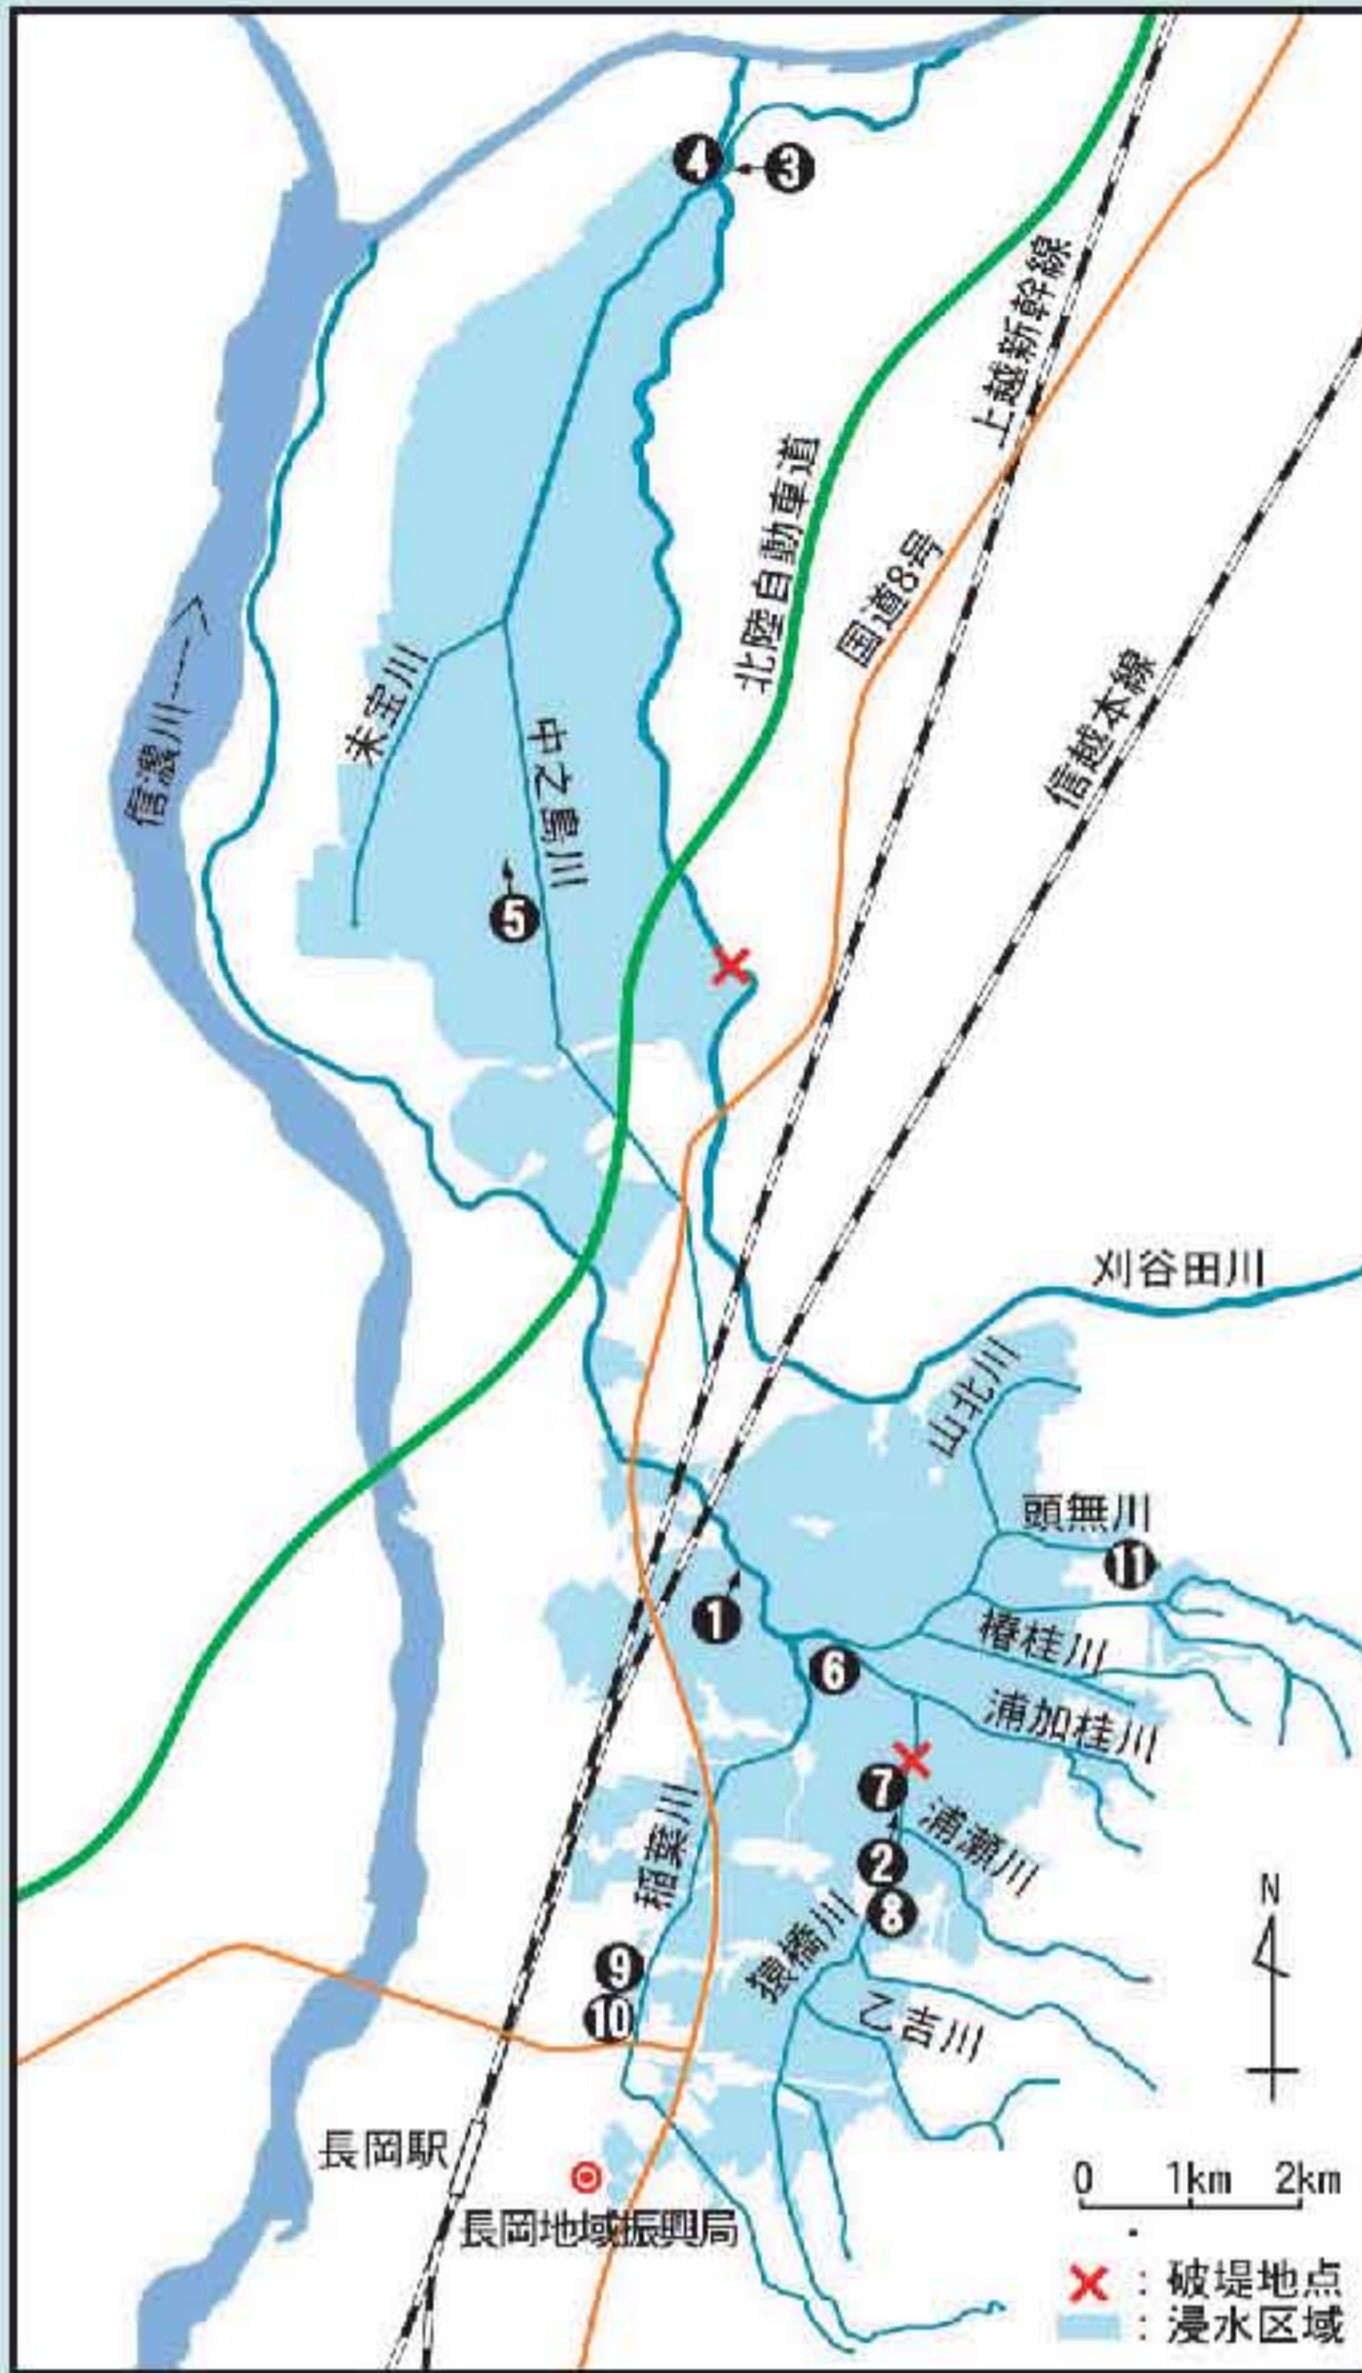 ④
③
上越新幹線
北陸自動車道
国道8号
信越本線
信濃川
未宝川
中之島川
⑤
刈谷田川
山北川
頭無川
⑪
①
椿桂川
⑥
浦加桂川
⑦
浦瀬川
稲葉川
②
⑧
猿橋川
N
⑨
⑩
乙吉川
長岡駅
長岡地域振興局
0 1km 2km
:破堤地点
:浸水区域